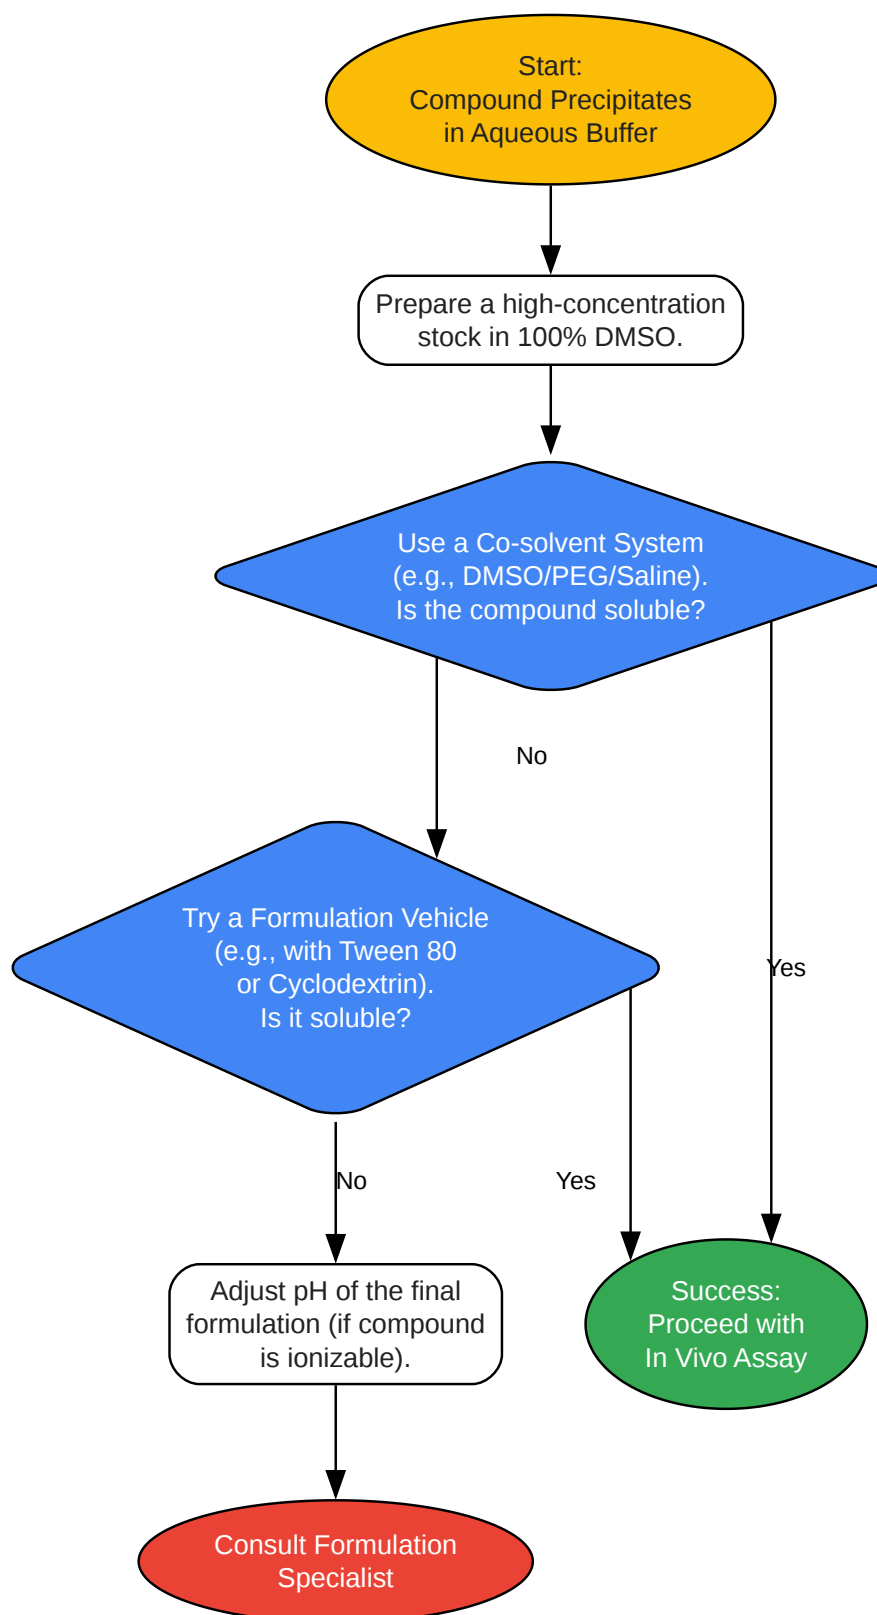 Start:
Compound Precipitates
in Aqueous Buffer
Prepare a high-concentration
stock in 100% DMSO.
Use a Co-solvent System
(e.g., DMSO/PEG/Saline).
Is the compound soluble?
No
Yes
Try a Formulation Vehicle
(e.g., with Tween 80
or Cyclodextrin).
Is it soluble?
No
Yes
Adjust pH of the final
formulation (if compound
is ionizable).
Success:
Proceed with
In Vivo Assay
Consult Formulation
Specialist